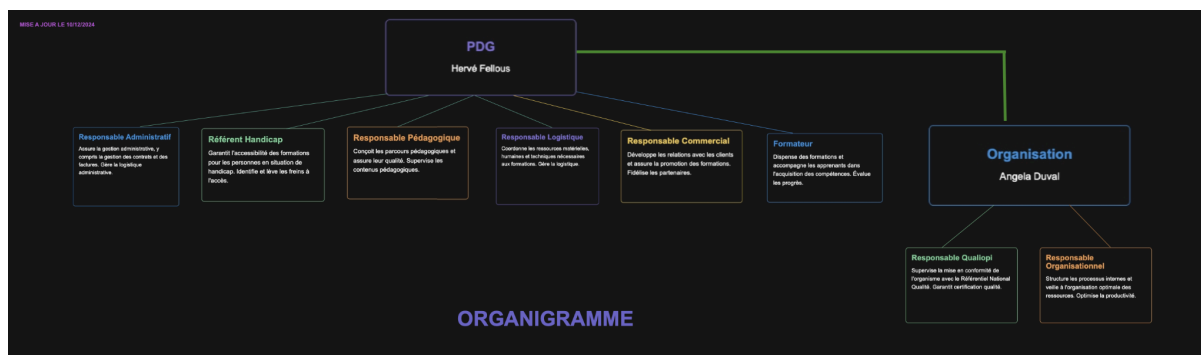 MISE A JOUR LE 10/12/2024
PDG
Hervé Fellous
Responsable Administratif
Assure la gestion administrative, y
compris la gestion des contrats et des
factures. Gère la logistique
administrative.
Référent Handicap
Garantit l'accessibilité des formations
pour les personnes en situation de
handicap. Identifie et lève les freins à
l'accès.
Responsable Pédagogique
Conçoit les parcours pédagogiques et
assure leur qualité. Supervise les
contenus pédagogiques.
Responsable Logistique
Coordonne les ressources matérielles,
humaines et techniques nécessaires
aux formations. Gère la logistique.
Responsable Commercial
Développe les relations avec les clients
et assure la promotion des formations.
Fidélise les partenaires.
Formateur
Dispense des formations et
accompagne les apprenants dans
l'acquisition des compétences. Évalue
les progrès.
Organisation
Angela Duval
Responsable Qualiopi
Supervise la mise en conformité de
l'organisme avec le Référentiel National
Qualité. Garantit certification qualité.
Responsable
Organisationnel
Structure les processus internes et
veille à l'organisation optimale des
ressources. Optimise la productivité.
ORGANIGRAMME